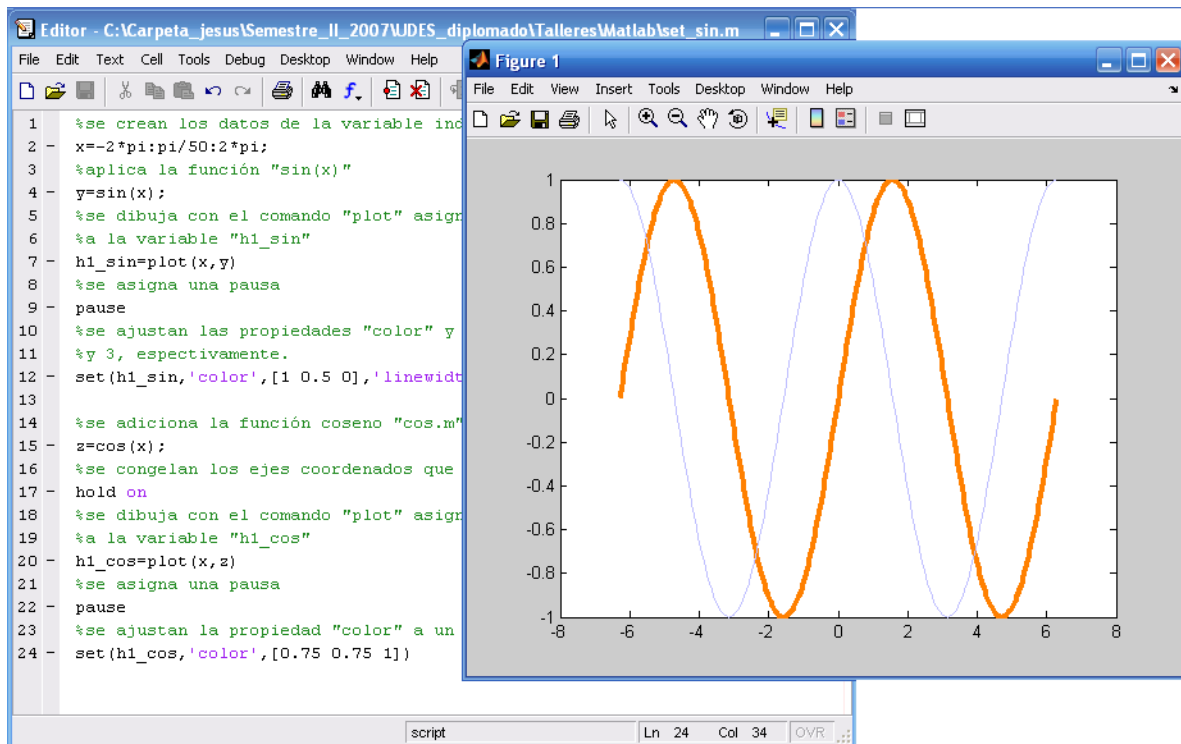 Editor - C:\Carpeta_jesus\Semestre_II_2007\UDES_diplomado\Talleres\Matlab\set_sin.m
File Edit Text Cell Tools Debug Desktop Window Help
1 %se crean los datos de la variable ind
2 - x=-2*pi:pi/50:2*pi;
3 %aplica la función "sin(x)"
4 - y=sin(x);
5 %se dibuja con el comando "plot" asign
6 %a la variable "h1_sin"
7 - h1_sin=plot(x,y)
8 %se asigna una pausa
9 - pause
10 %se ajustan las propiedades "color" y
11 %y 3, espectivamente.
12 - set(h1_sin,'color',[1 0.5 0],'linewidt
13
14 %se adiciona la función coseno "cos.m"
15 - z=cos(x);
16 %se congelan los ejes coordenados que
17 - hold on
18 %se dibuja con el comando "plot" asign
19 %a la variable "h1_cos"
20 - h1_cos=plot(x,z)
21 %se asigna una pausa
22 - pause
23 %se ajustan la propiedad "color" a un
24 - set(h1_cos,'color',[0.75 0.75 1])
script Ln 24 Col 34 OVR
Figure 1
File Edit View Insert Tools Desktop Window Help
1
0.8
0.6
0.4
0.2
0
-0.2
-0.4
-0.6
-0.8
-1
-8 -6 -4 -2 0 2 4 6 8